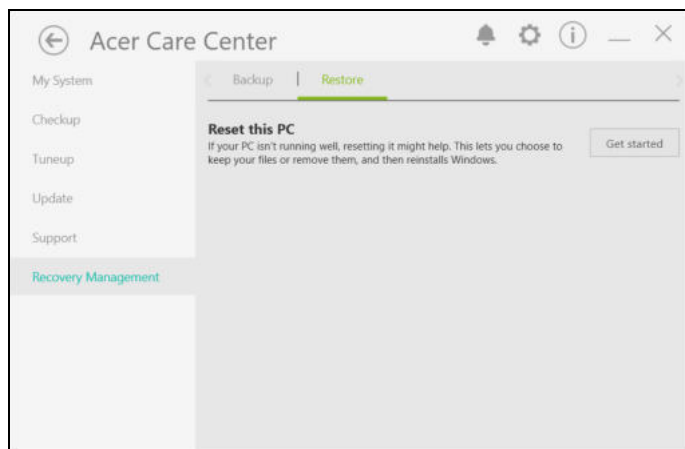 Acer Care Center
My System
Checkup
Tuneup
Update
Support
Recovery Management
Backup | Restore
Reset this PC
If your PC isn't running well, resetting it might help. This lets you choose to
keep your files or remove them, and then reinstalls Windows.
Get started